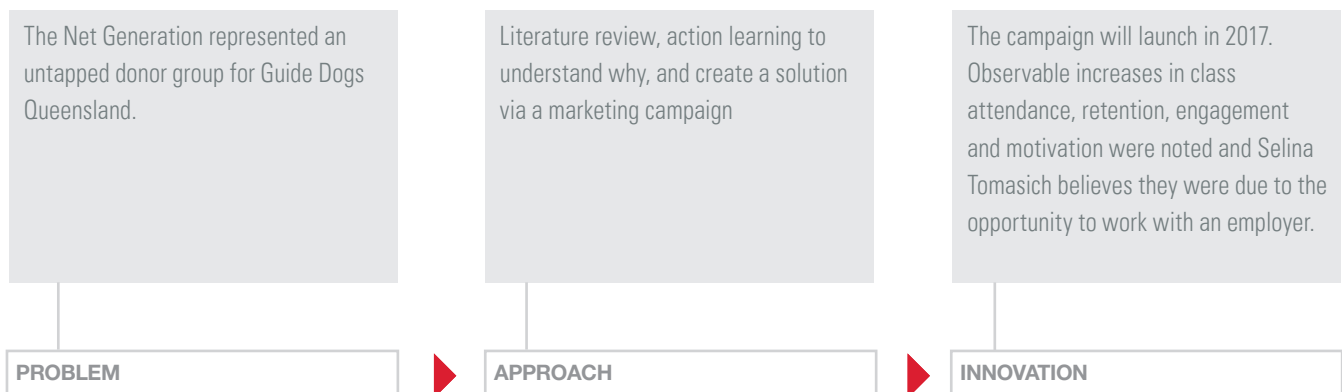 The Net Generation represented an
untapped donor group for Guide Dogs
Queensland.
PROBLEM
Literature review, action learning to
understand why, and create a solution
via a marketing campaign
APPROACH
The campaign will launch in 2017.
Observable increases in class
attendance, retention, engagement
and motivation were noted and Selina
Tomasich believes they were due to the
opportunity to work with an employer.
INNOVATION